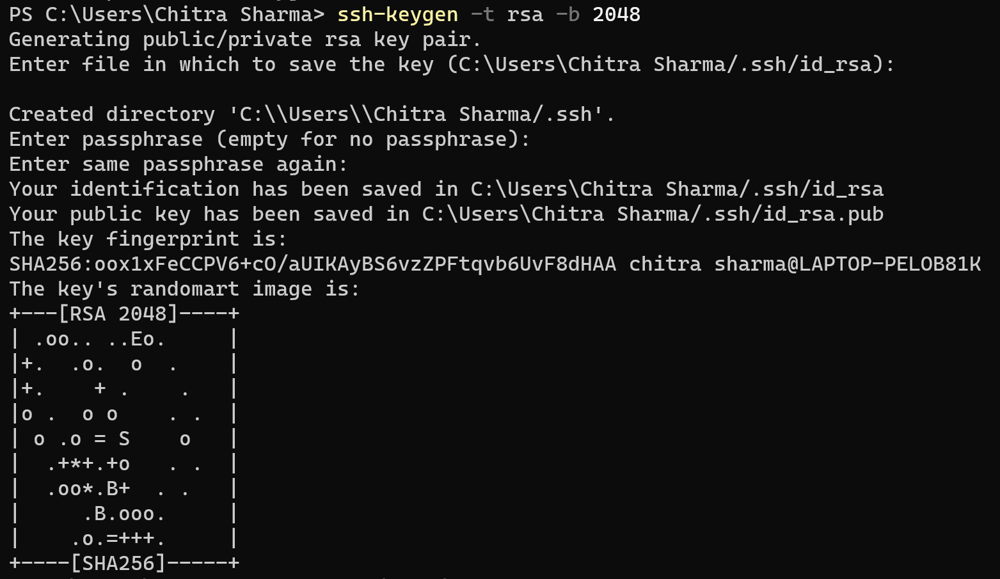 PS C:\Users\Chitra Sharma> ssh-keygen -t rsa -b 2048
Generating public/private rsa key pair.
Enter file in which to save the key (C:\Users\Chitra Sharma/.ssh/id_rsa):
Created directory 'C:\\Users\\Chitra Sharma/.ssh'.
Enter passphrase (empty for no passphrase):
Enter same passphrase again:
Your identification has been saved in C:\Users\Chitra Sharma/.ssh/id_rsa
Your public key has been saved in C:\Users\Chitra Sharma/.ssh/id_rsa.pub
The key fingerprint is:
SHA256:oox1xFeCCPV6+cO/aUIKAyBS6vzZPFtqvb6UvF8dHAA chitra sharma@LAPTOP-PELOB81K
The key's randomart image is:
+---[RSA 2048]----+
| .oo.. ..Eo.     |
|+.  .o.  o  .    |
|+.    + .    .   |
|o .  o o    . .  |
| o .o = S    o   |
|  .+*+.+o   . .  |
|  .oo*.B+  . .   |
|     .B.ooo.     |
|    .o.=+++.     |
+----[SHA256]-----+